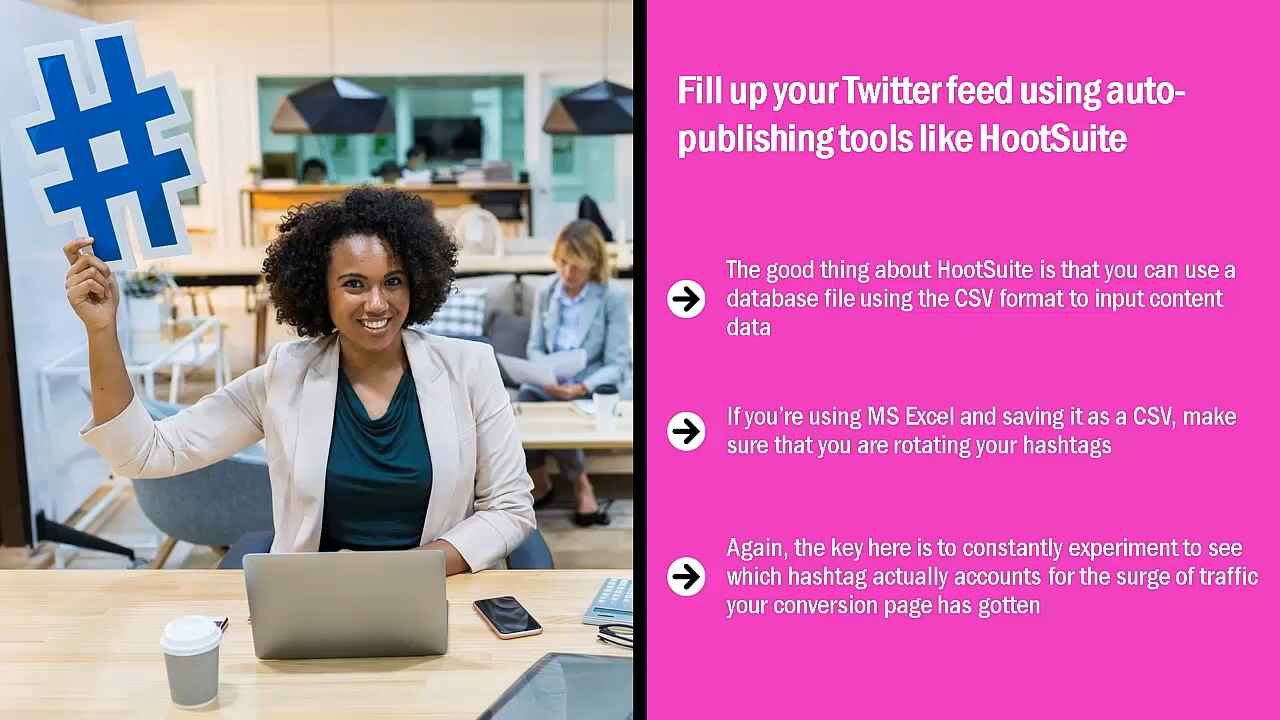 #
Fill up your Twitter feed using auto-
publishing tools like HootSuite
The good thing about HootSuite is that you can use a
database file using the CSV format to input content
data
If you're using MS Excel and saving it as a CSV, make
sure that you are rotating your hashtags
Again, the key here is to constantly experiment to see
which hashtag actually accounts for the surge of traffic
your conversion page has gotten